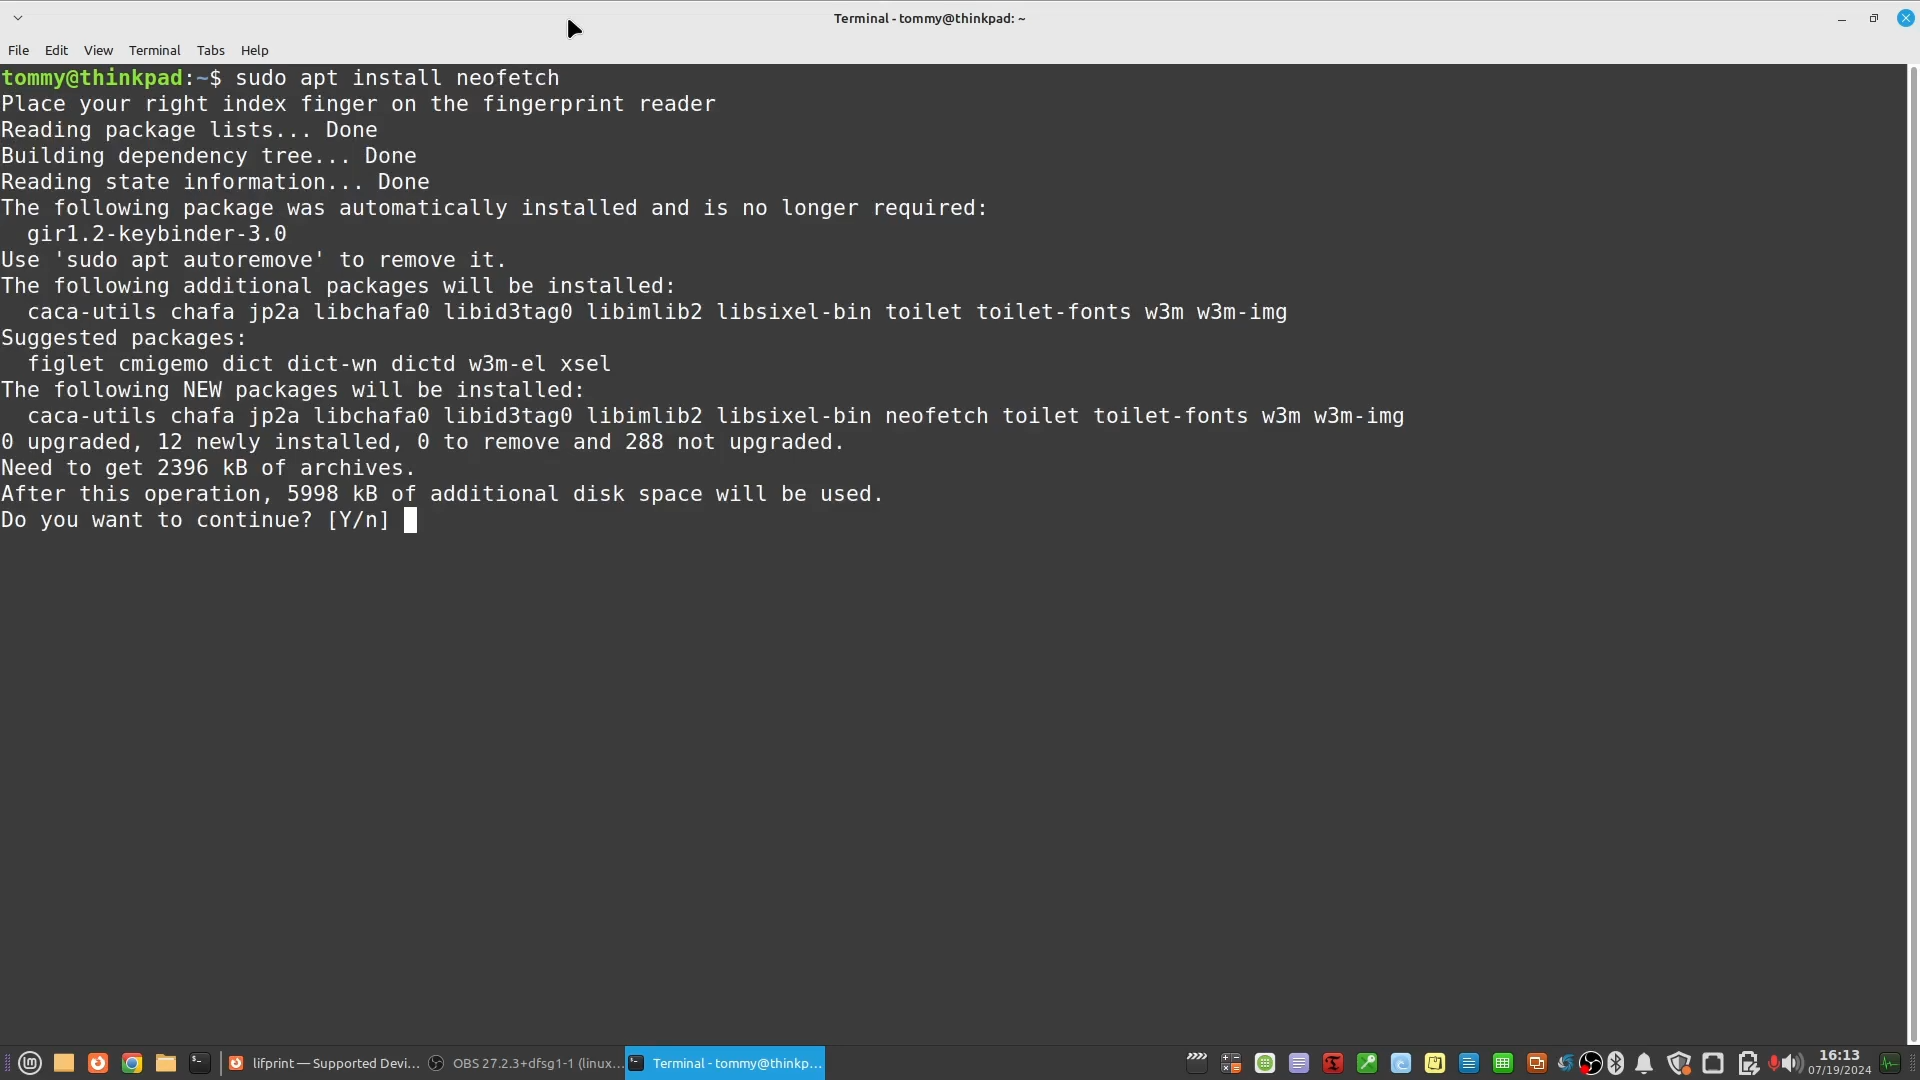 Terminal - tommy@thinkpad: ~
File Edit View Terminal Tabs Help
tommy@thinkpad:~$ sudo apt install neofetch
Place your right index finger on the fingerprint reader
Reading package lists... Done
Building dependency tree... Done
Reading state information... Done
The following package was automatically installed and is no longer required:
  gir1.2-keybinder-3.0
Use 'sudo apt autoremove' to remove it.
The following additional packages will be installed:
  caca-utils chafa jp2a libchafa0 libid3tag0 libimlib2 libsixel-bin toilet toilet-fonts w3m w3m-img
Suggested packages:
  figlet cmigemo dict dict-wn dictd w3m-el xsel
The following NEW packages will be installed:
  caca-utils chafa jp2a libchafa0 libid3tag0 libimlib2 libsixel-bin neofetch toilet toilet-fonts w3m w3m-img
0 upgraded, 12 newly installed, 0 to remove and 288 not upgraded.
Need to get 2396 kB of archives.
After this operation, 5998 kB of additional disk space will be used.
Do you want to continue? [Y/n]
lifprint — Supported Devi... OBS 27.2.3+dfsg1-1 (linux... Terminal - tommy@thinkp... 16:13
07/19/2024